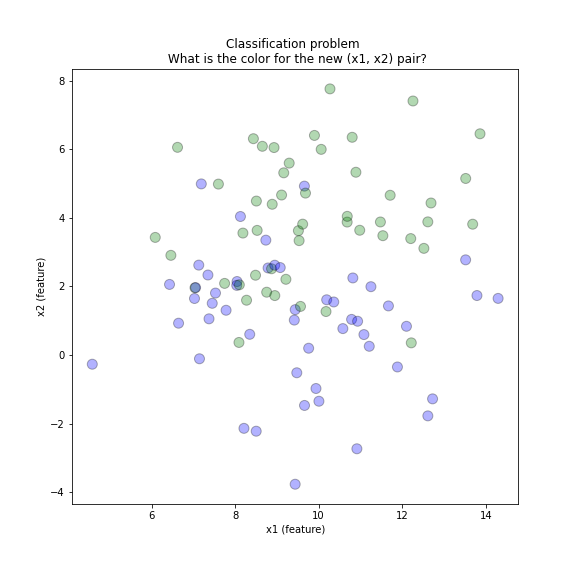 Classification problem
What is the color for the new (x1, x2) pair?
8
6
4
2
0
−2
−4
x2 (feature)
6 8 10 12 14
x1 (feature)